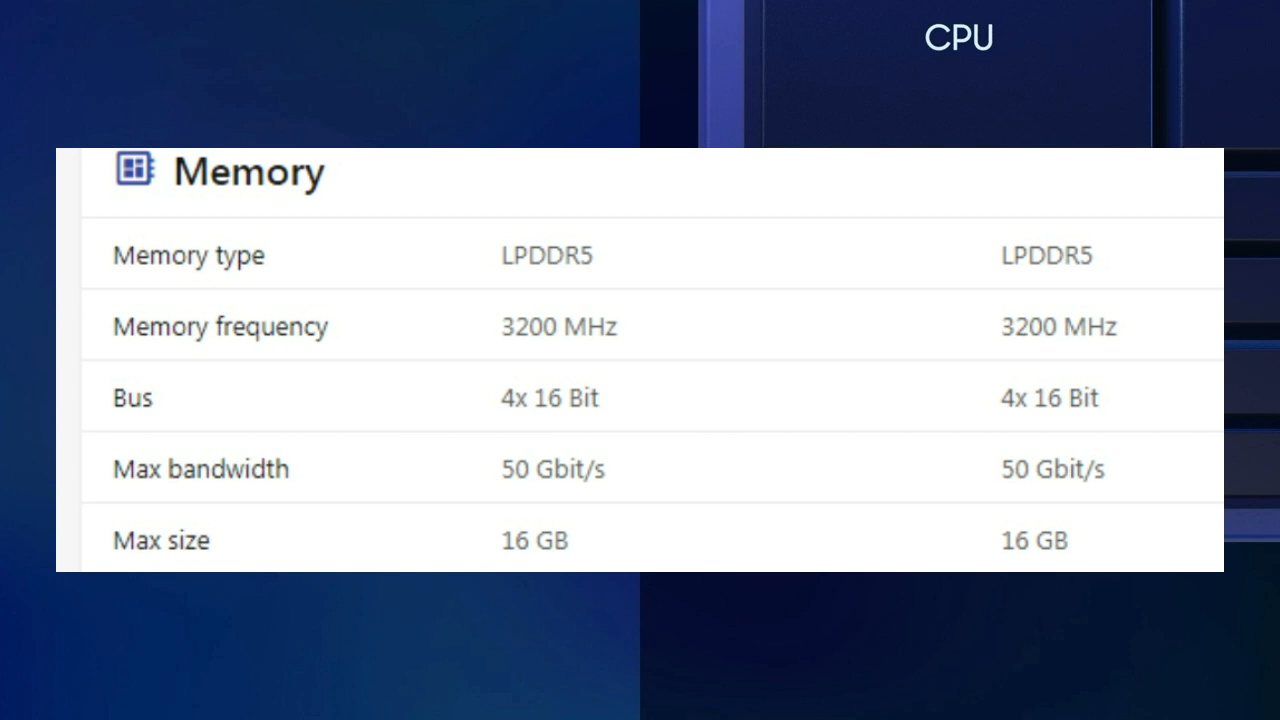 CPU
Memory
Memory type LPDDR5 LPDDR5
Memory frequency 3200 MHz 3200 MHz
Bus 4x 16 Bit 4x 16 Bit
Max bandwidth 50 Gbit/s 50 Gbit/s
Max size 16 GB 16 GB